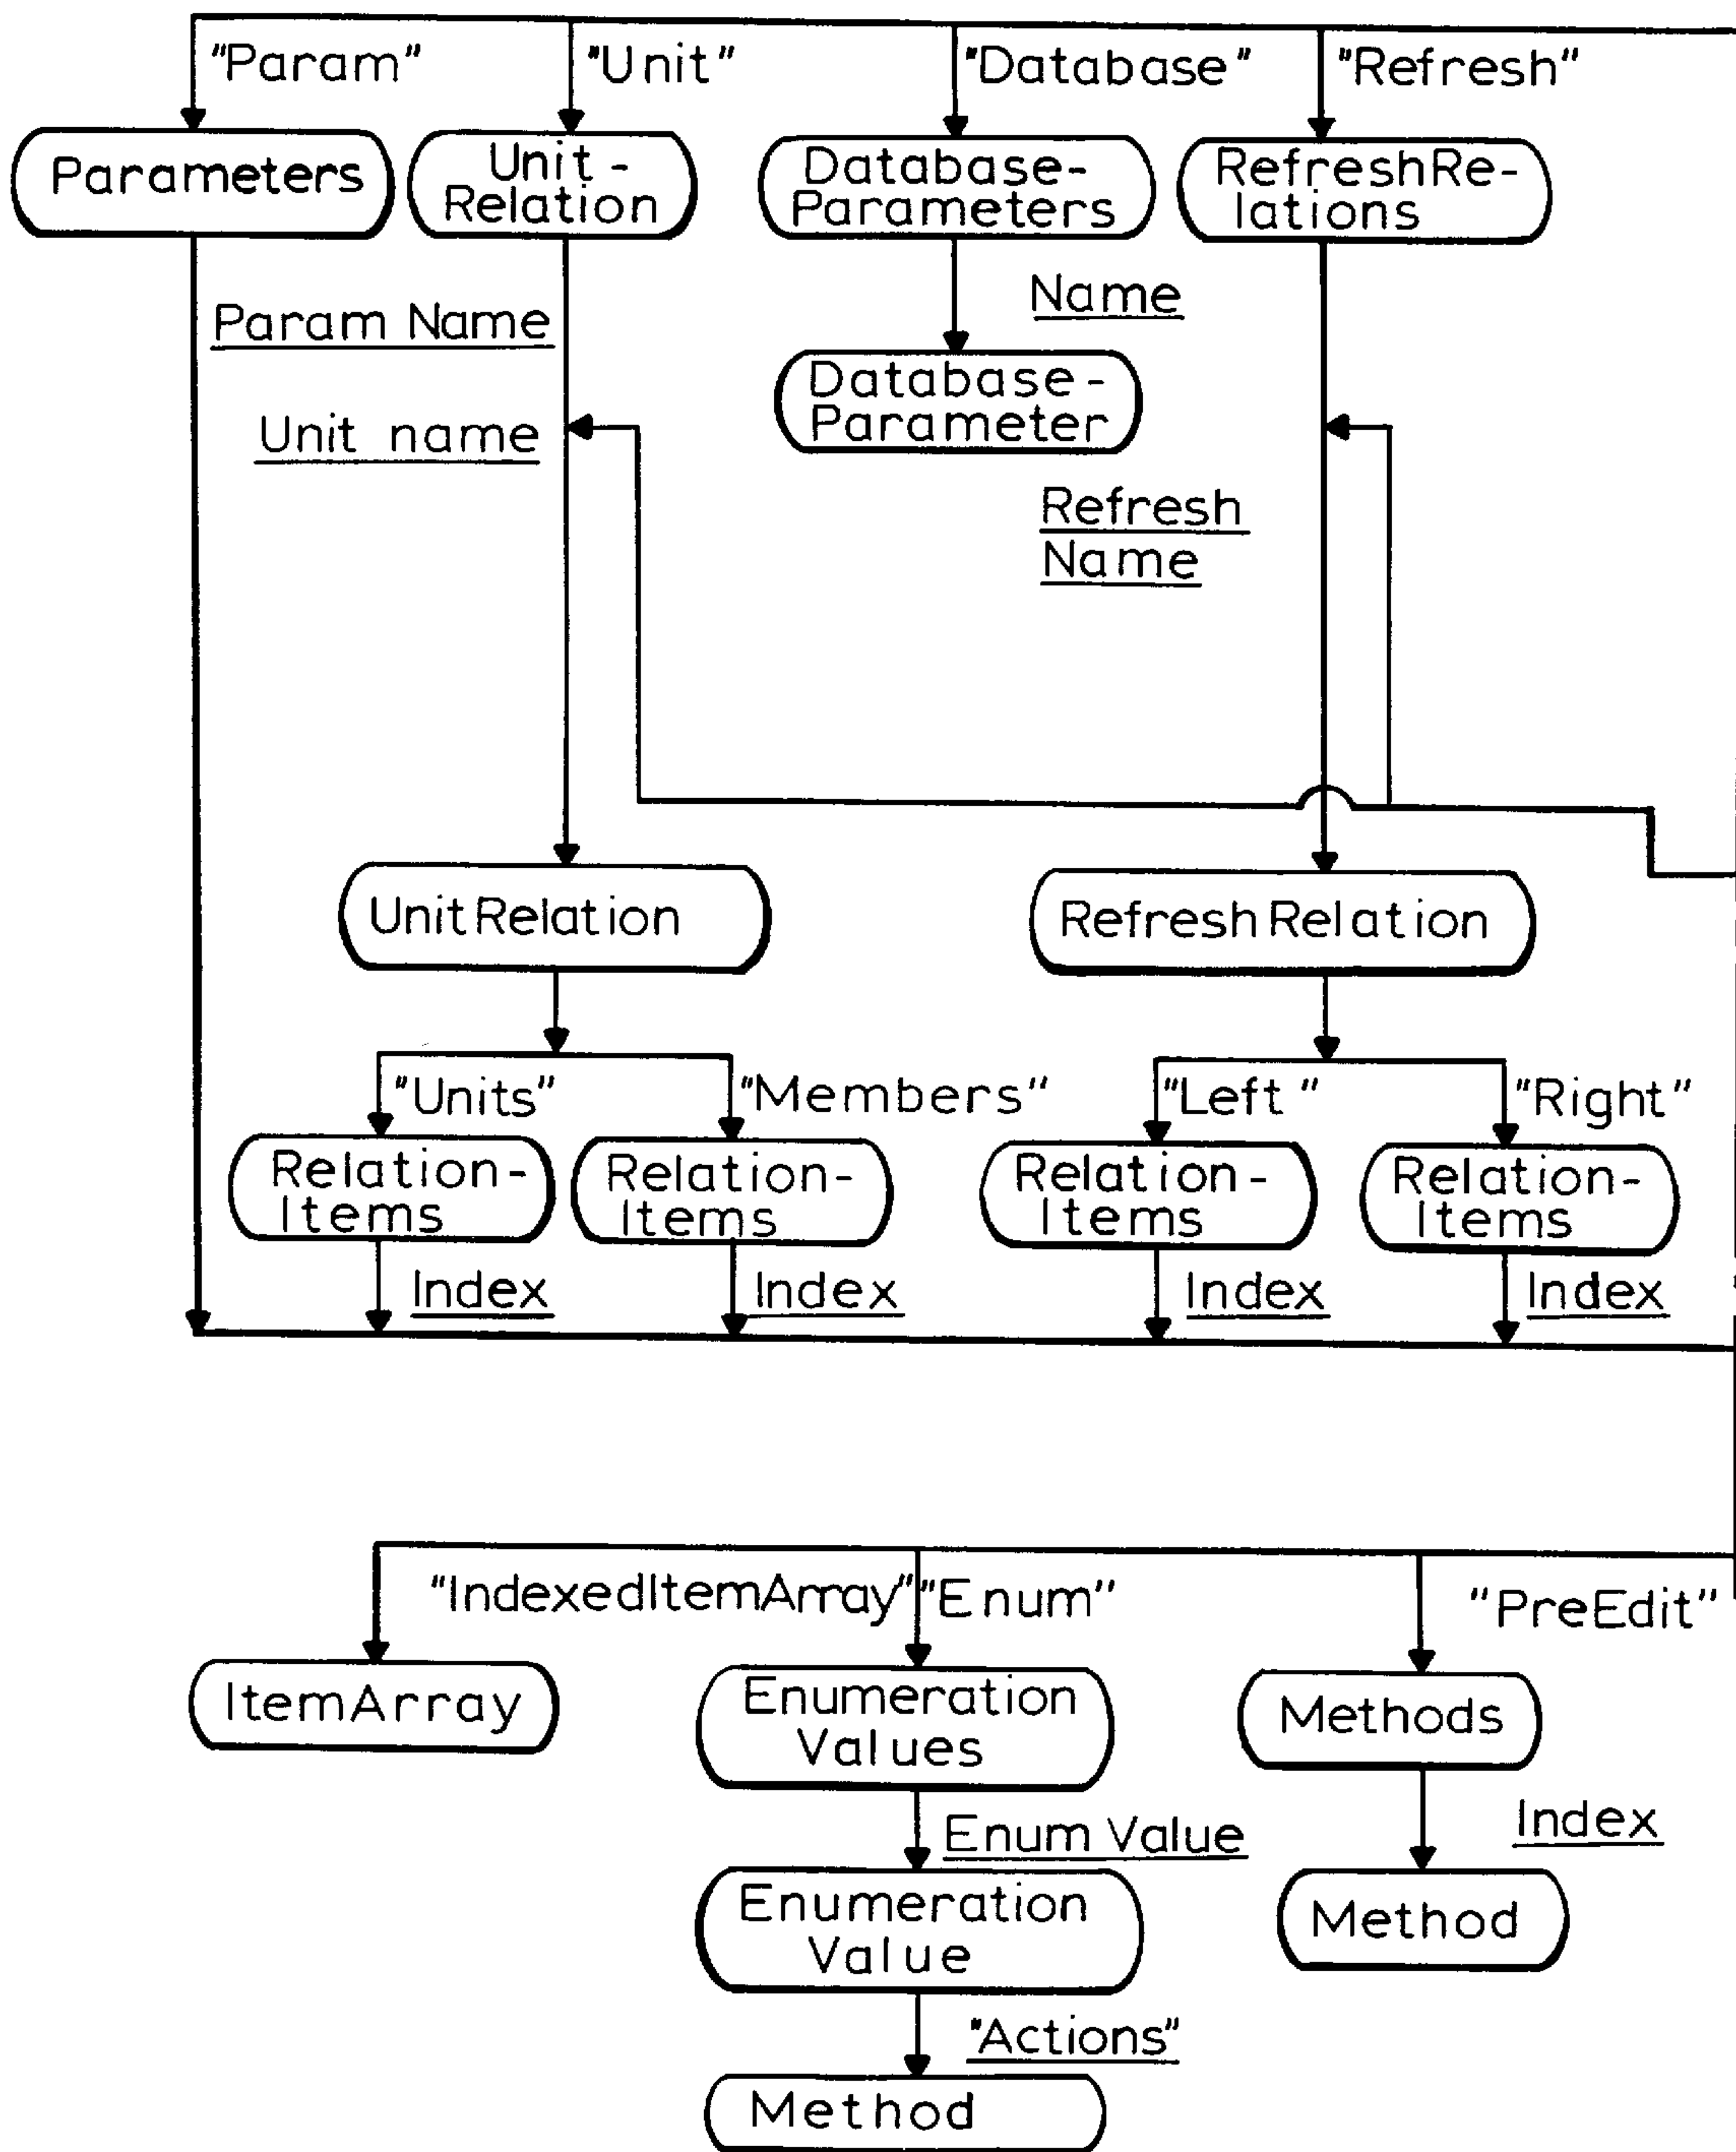 "Param"
"Unit"
"Database"
"Refresh"
Parameters
Unit-
Relation
Database-
Parameters
RefreshRe-
lations
Param Name
Name
Database-
Parameter
Unit name
Refresh
Name
UnitRelation
RefreshRelation
"Units"
"Members"
"Left"
"Right"
Relation-
Items
Relation-
Items
Relation-
Items
Relation-
Items
Index
Index
Index
Index
"IndexedItemArray"
"Enum"
"PreEdit"
ItemArray
Enumeration
Values
Methods
Enum Value
Index
Enumeration
Value
Method
"Actions"
Method